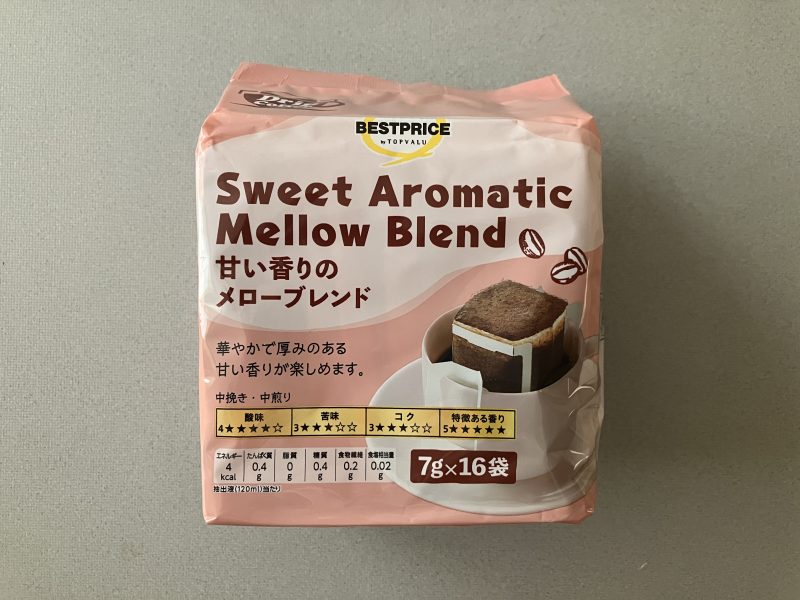 Drip
COFFEE
BESTPRICE
by TOPVALU
Sweet Aromatic
Mellow Blend
甘い香りの
メローブレンド
華やかで厚みのある
甘い香りが楽しめます。
中挽き・中煎り
酸味 苦味 コク 特徴ある香り
4★★★★☆ 3★★★☆☆ 3★★★☆☆ 5★★★★★
エネルギー たんぱく質 脂質 糖質 食物繊維 食塩相当量
4 0.4 0 0.4 0.2 0.02
kcal g g g g g
抽出液(120ml)当たり
7g×16袋